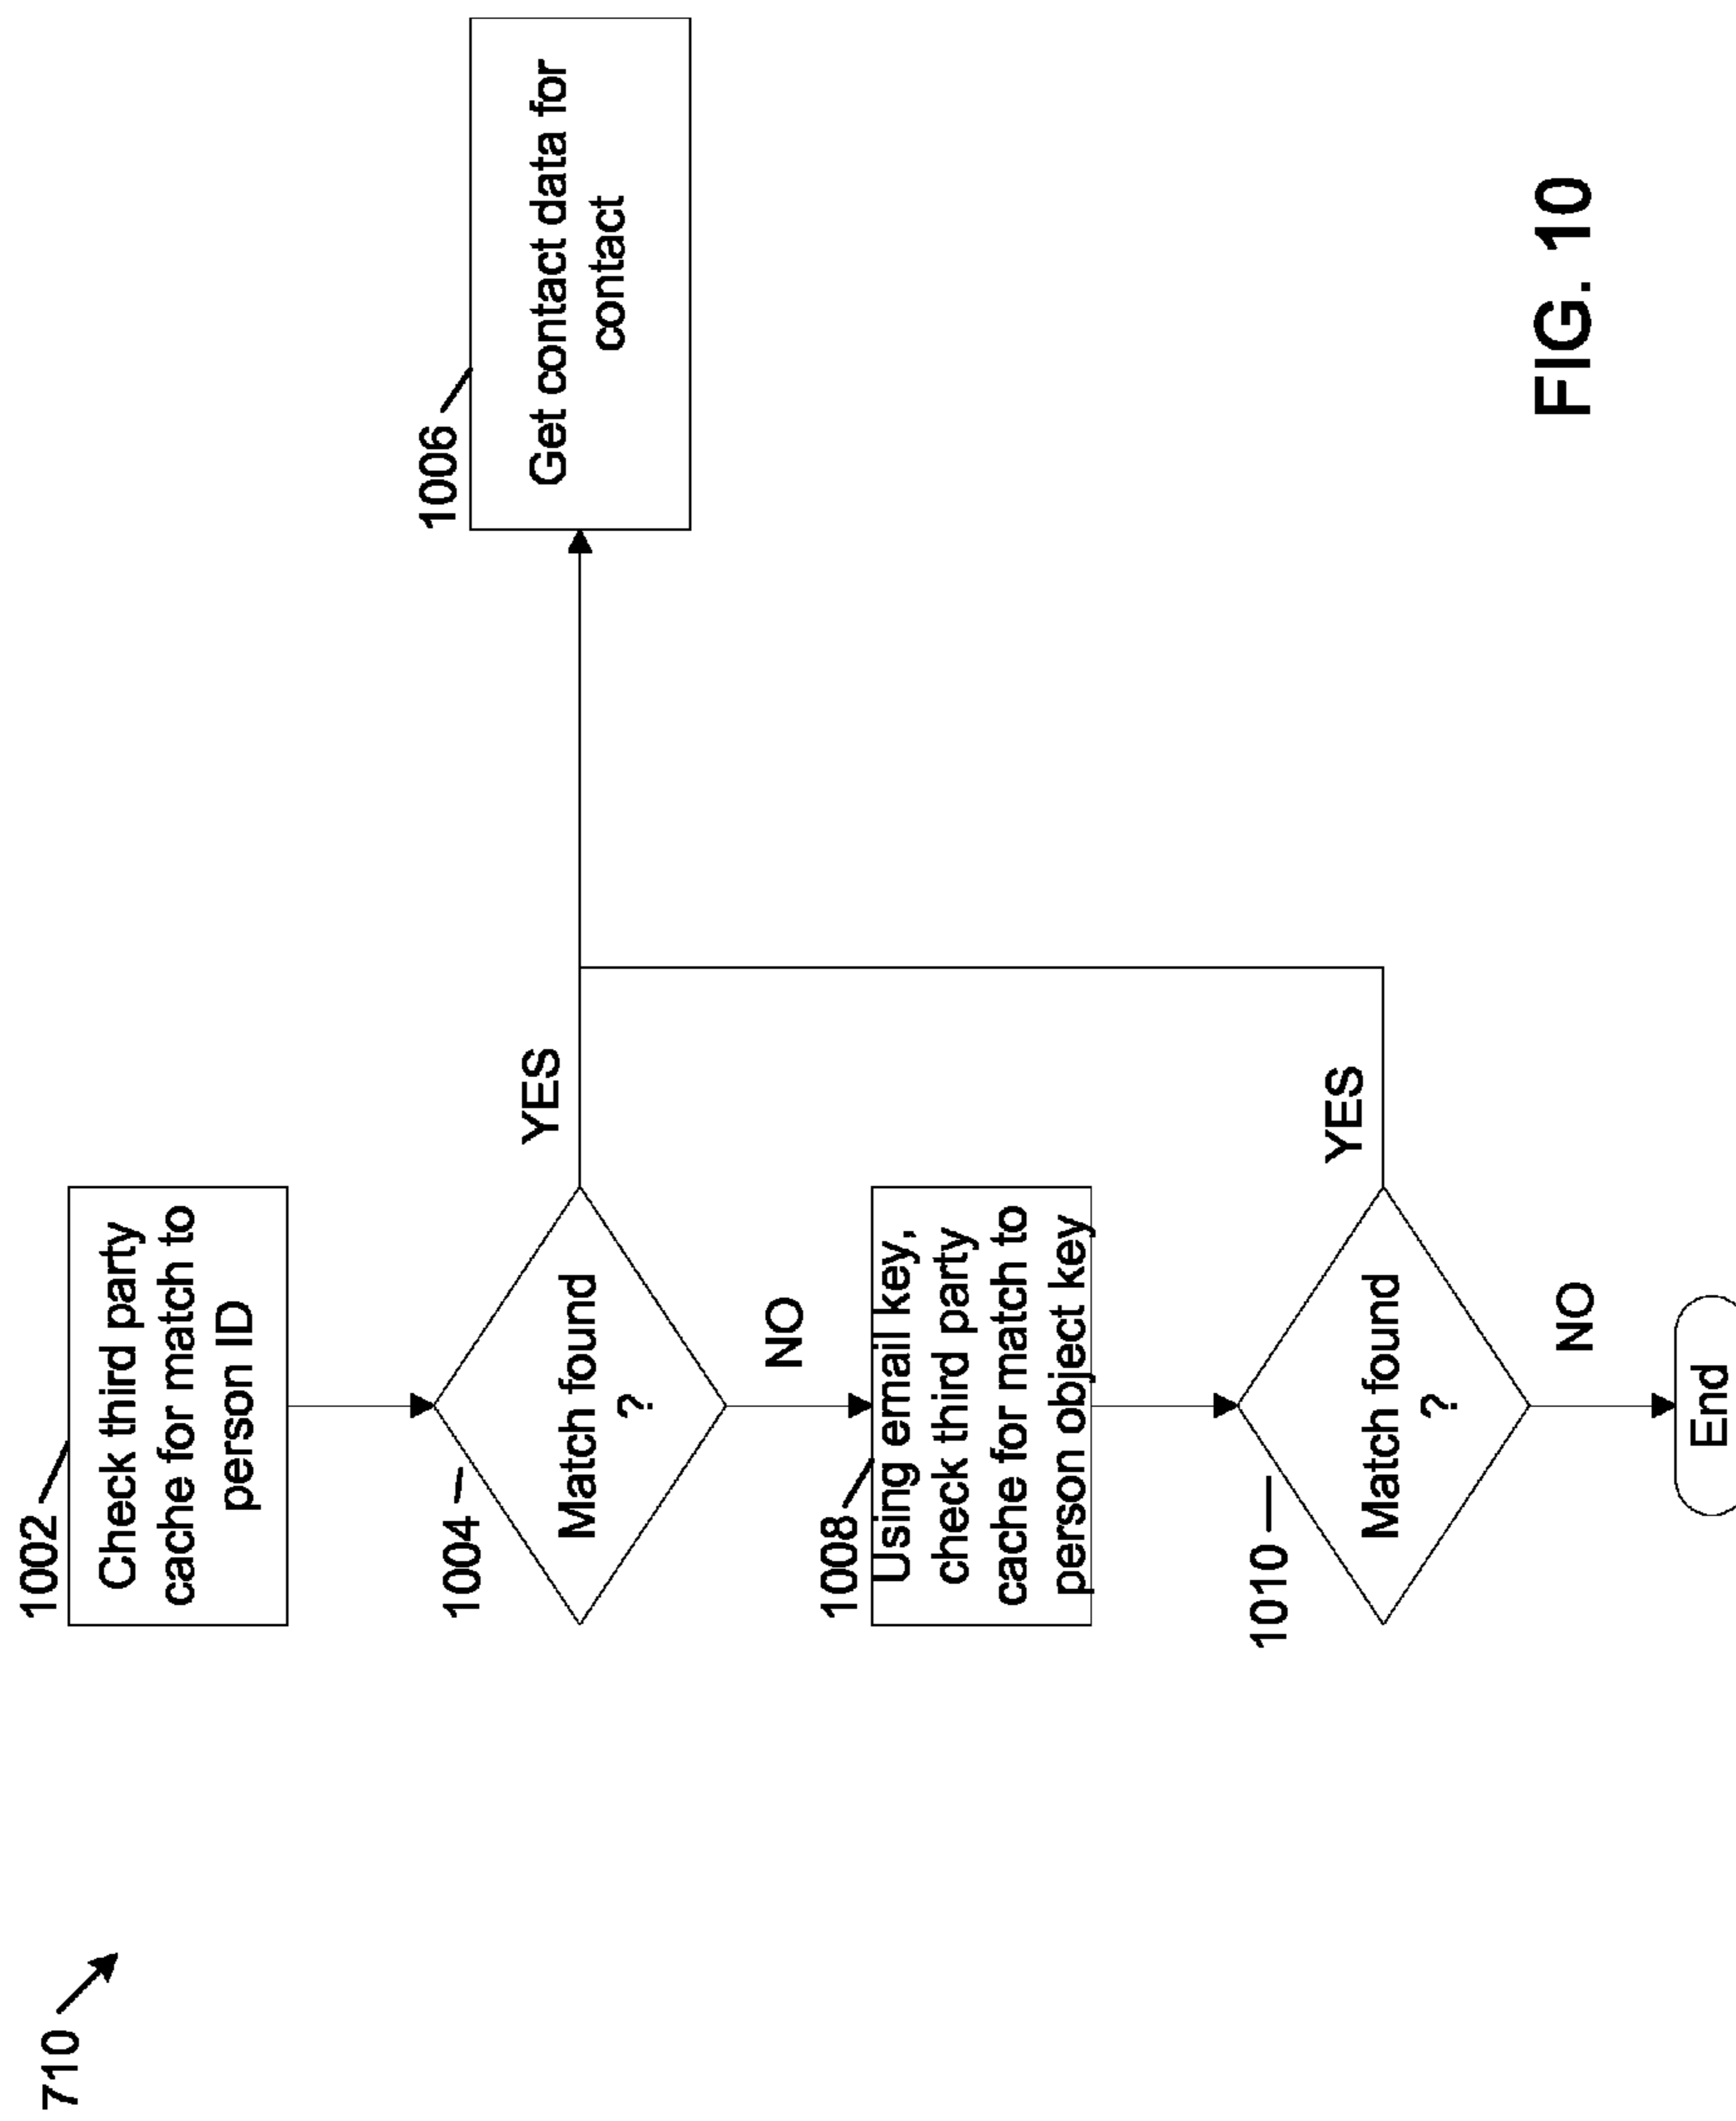 710
1002
Check third party
cache for match to
person ID
1004
Match found
?
YES
1006
Get contact data for
contact
NO
1008
Using email key,
check third party
cache for match to
person object key
1010
Match found
?
YES
NO
End
FIG. 10